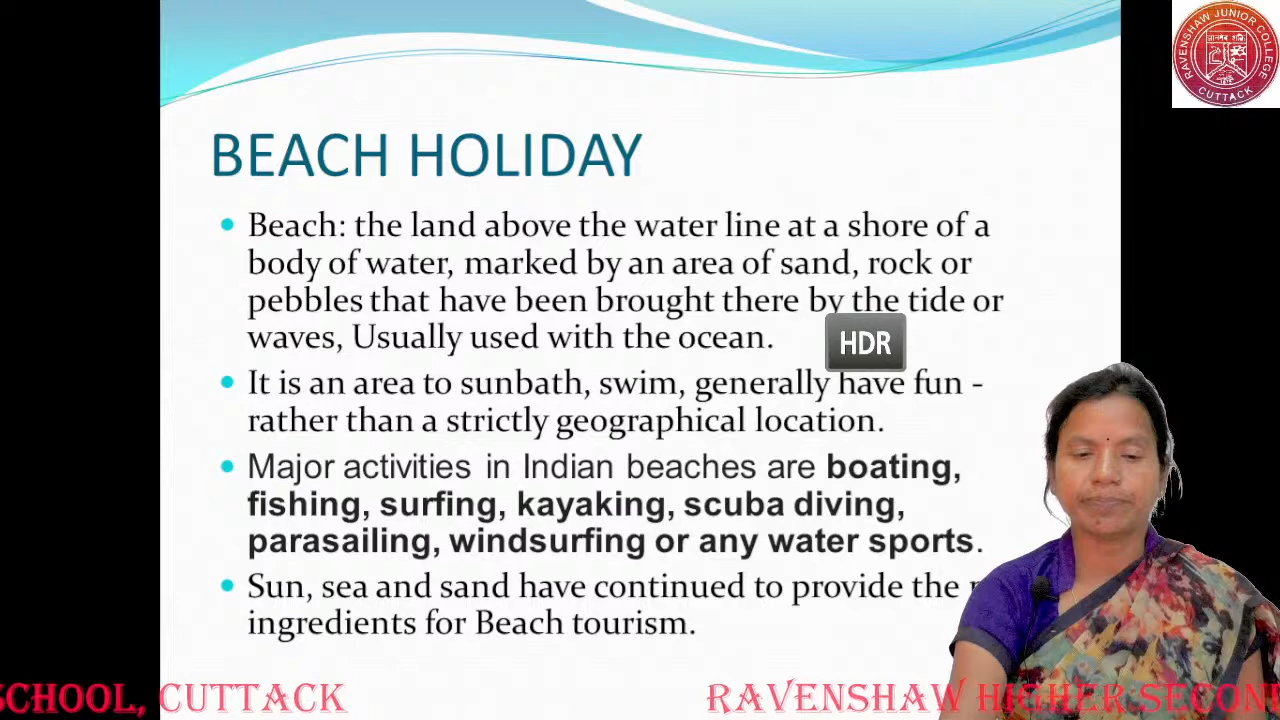 RAVENSHAW JUNIOR COLLEGE
CUTTACK
BEACH HOLIDAY
Beach: the land above the water line at a shore of a
body of water, marked by an area of sand, rock or
pebbles that have been brought there by the tide or
waves, Usually used with the ocean.
HDR
It is an area to sunbath, swim, generally have fun -
rather than a strictly geographical location.
Major activities in Indian beaches are boating,
fishing, surfing, kayaking, scuba diving,
parasailing, windsurfing or any water sports.
Sun, sea and sand have continued to provide the
ingredients for Beach tourism.
SCHOOL, CUTTACK RAVENSHAW HIGHER SECON